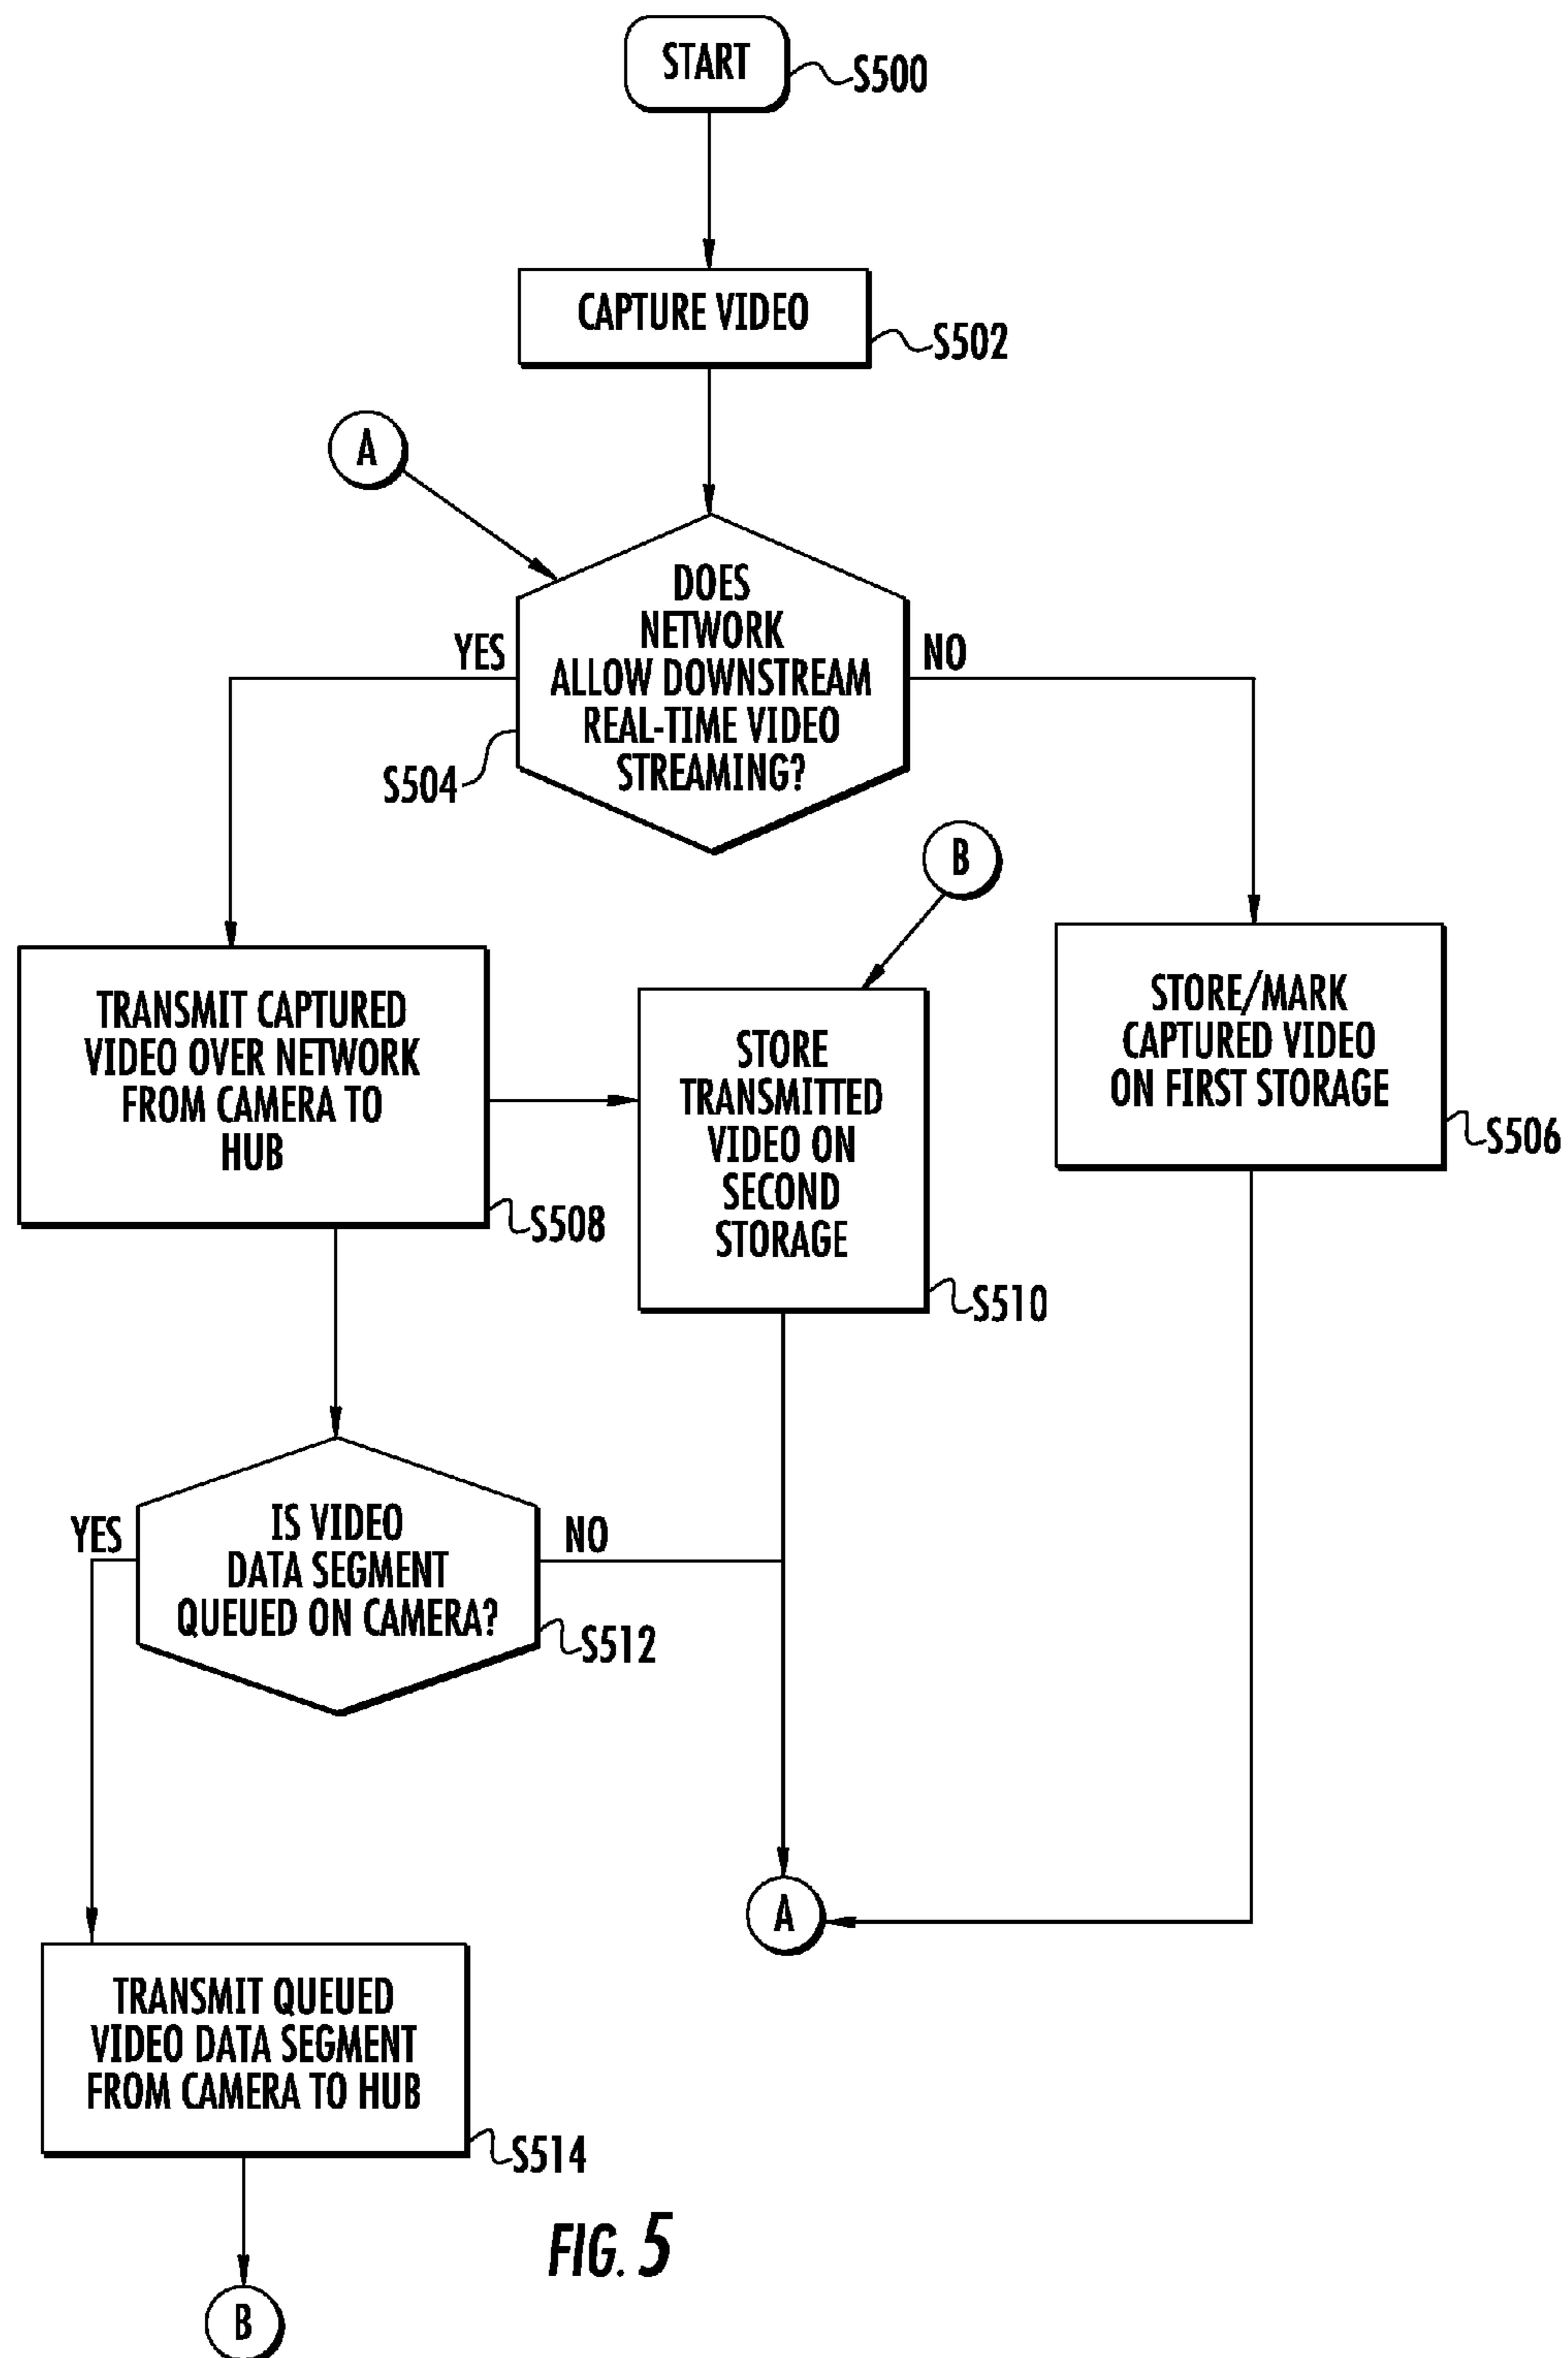 START
S500
CAPTURE VIDEO
S502
A
DOES
NETWORK
ALLOW DOWNSTREAM
REAL-TIME VIDEO
STREAMING?
YES
NO
S504
B
TRANSMIT CAPTURED
VIDEO OVER NETWORK
FROM CAMERA TO
HUB
S508
STORE
TRANSMITTED
VIDEO ON
SECOND
STORAGE
S510
STORE/MARK
CAPTURED VIDEO
ON FIRST STORAGE
S506
IS VIDEO
DATA SEGMENT
QUEUED ON CAMERA?
YES
NO
S512
A
TRANSMIT QUEUED
VIDEO DATA SEGMENT
FROM CAMERA TO HUB
S514
B
FIG. 5